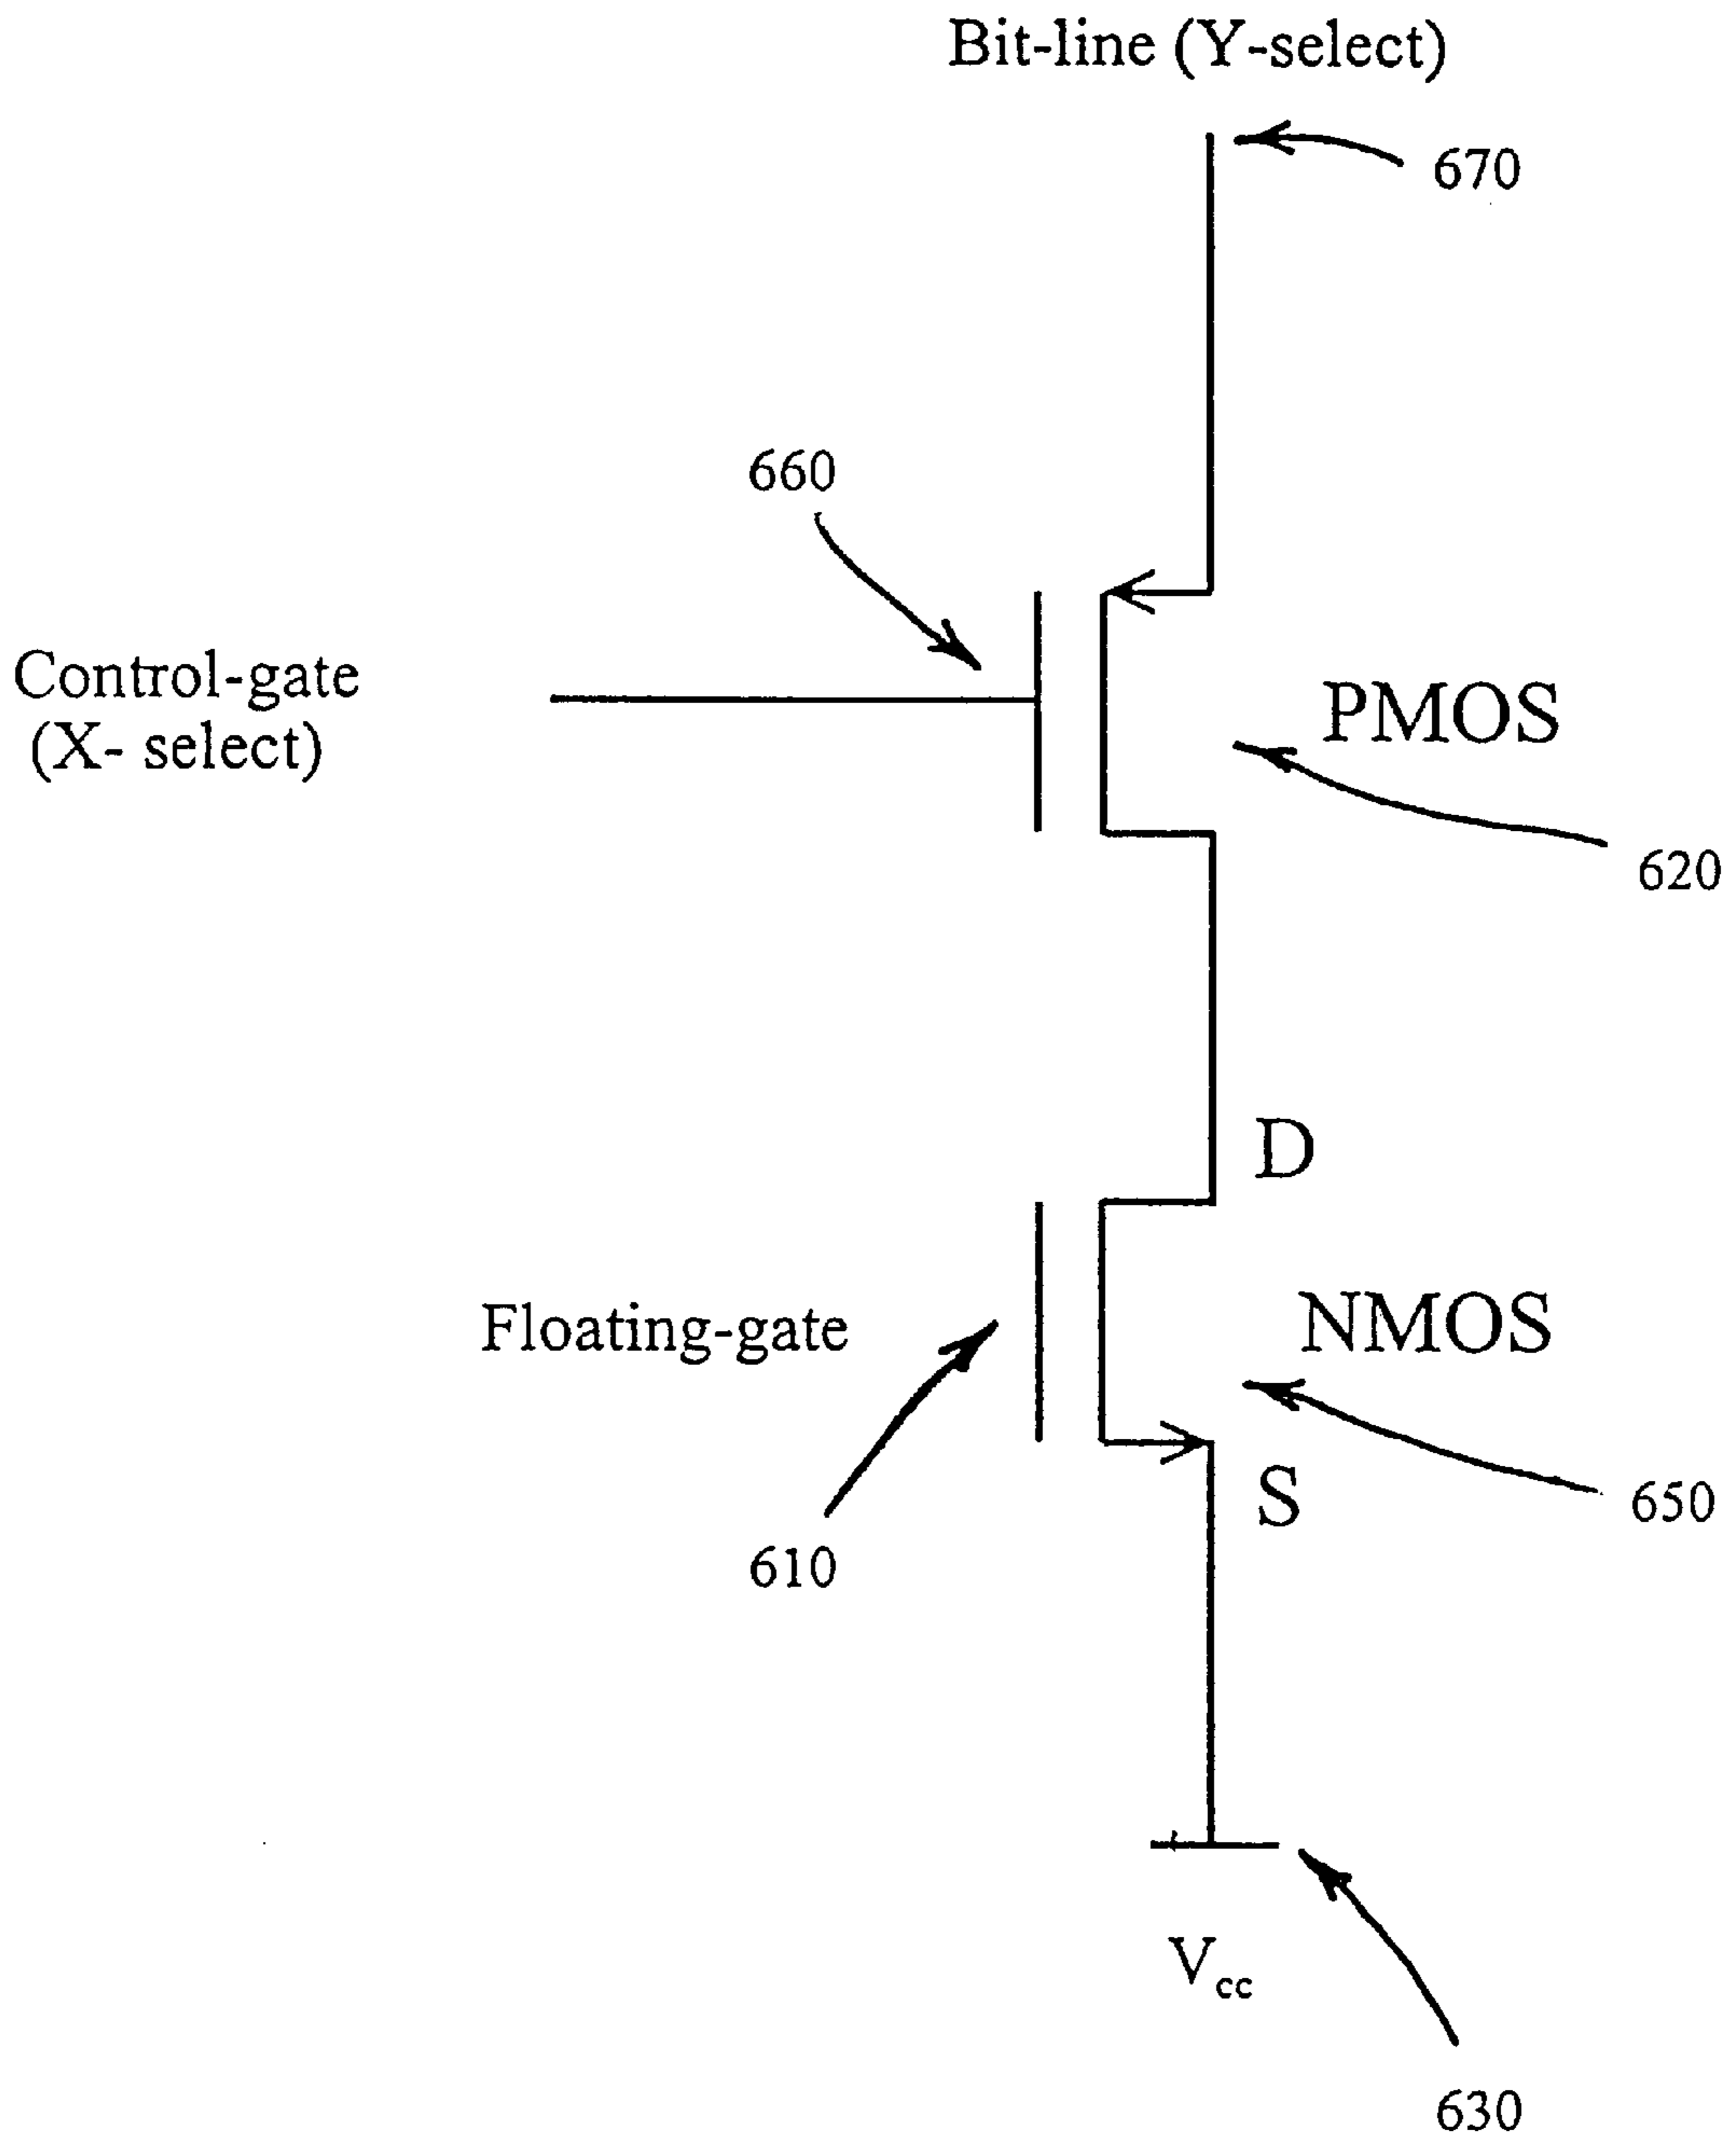 Bit-line (Y-select)
670
660
Control-gate
(X- select)
PMOS
620
D
Floating-gate
NMOS
S
650
610
Vcc
630